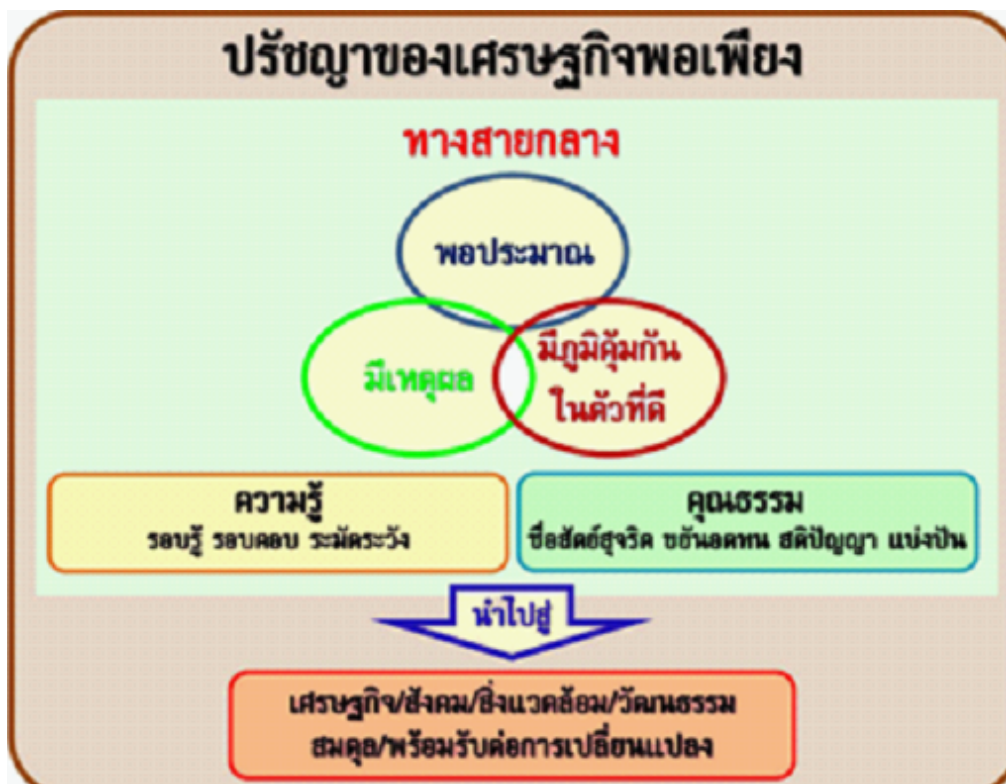 ปรัชญาของเศรษฐกิจพอเพียง
ทางสายกลาง
พอประมาณ
มีเหตุผล
มีภูมิคุ้มกัน
ในตัวที่ดี
ความรู้
รอบรู้ รอบคอบ ระมัดระวัง
คุณธรรม
ซื่อสัตย์สุจริต ขยันอดทน สติปัญญา แบ่งปัน
นำไปสู่
เศรษฐกิจ/สังคม/สิ่งแวดล้อม/วัฒนธรรม
สมดุล/พร้อมรับต่อการเปลี่ยนแปลง